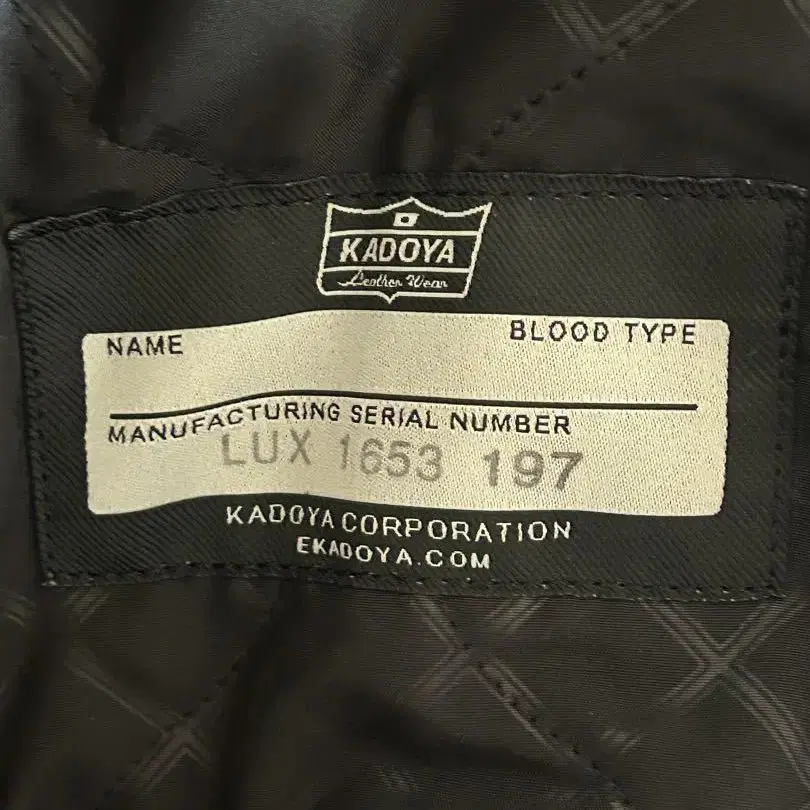 KADOYA
Leather Wear
NAME BLOOD TYPE
MANUFACTURING SERIAL NUMBER
LUX 1653 197
KADOYA CORPORATION
EKADOYA.COM